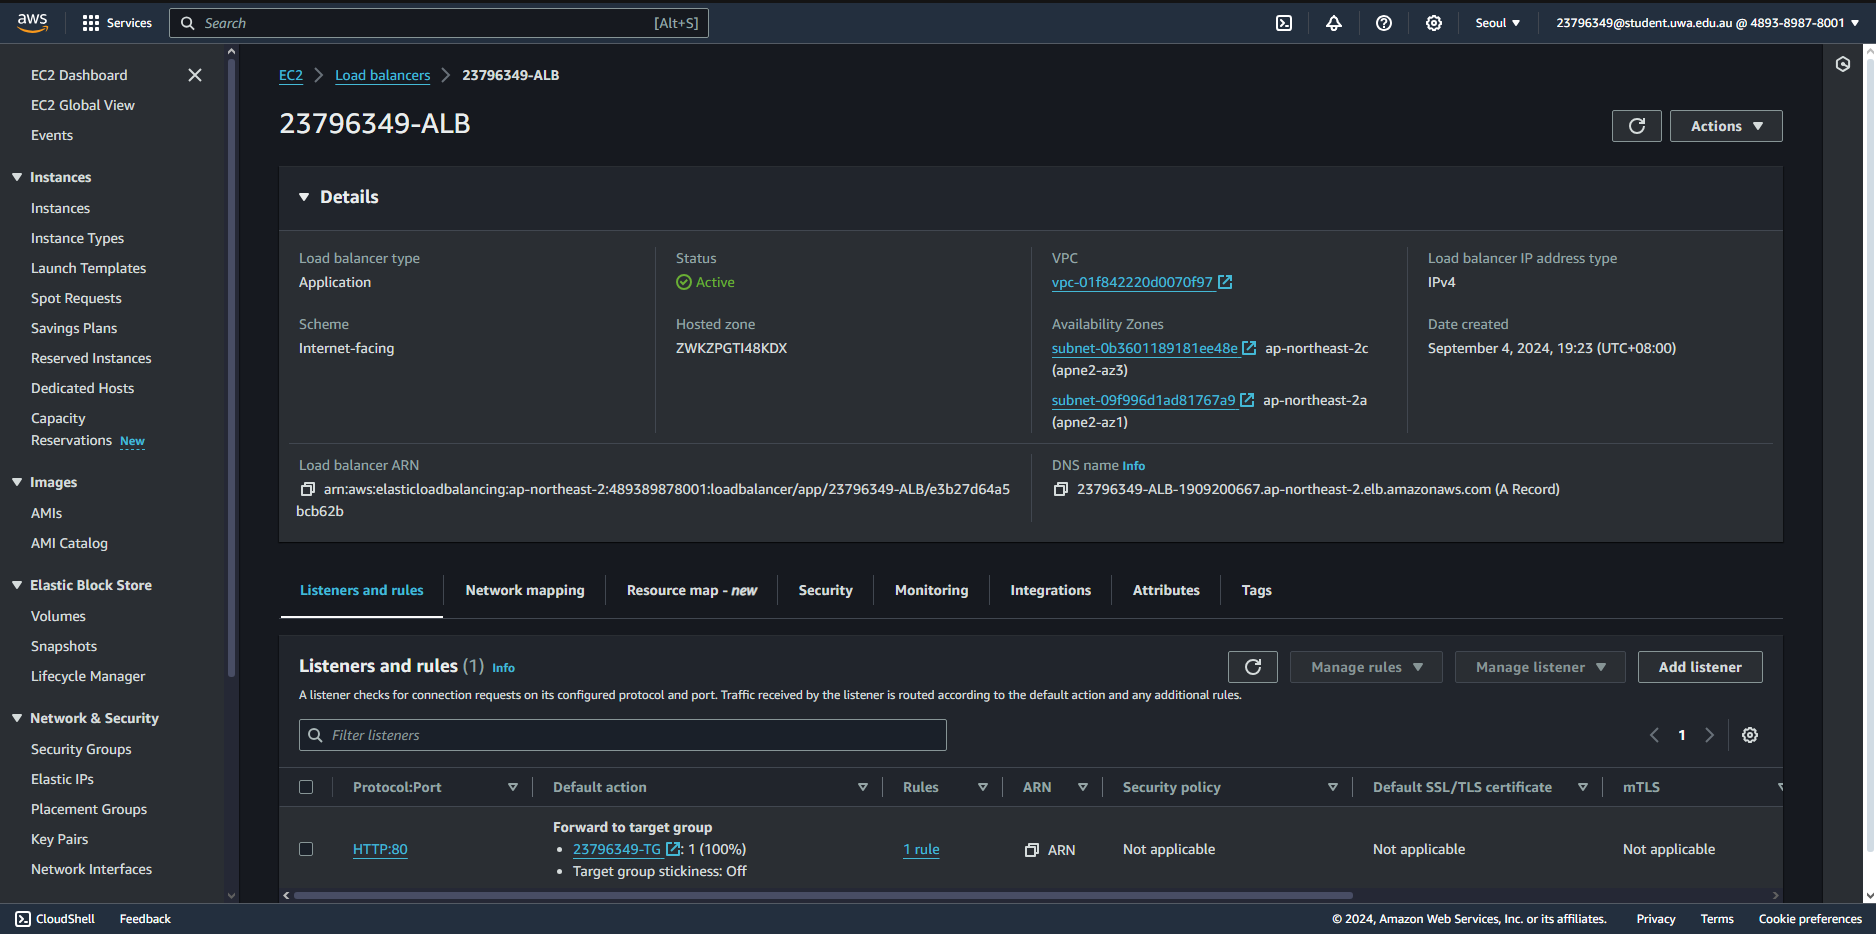 aws
Services
Search
[Alt+S]
Seoul
23796349@student.uwa.edu.au @ 4893-8987-8001
EC2 Dashboard
EC2 Global View
Events
Instances
Instances
Instance Types
Launch Templates
Spot Requests
Savings Plans
Reserved Instances
Dedicated Hosts
Capacity
Reservations New
Images
AMIs
AMI Catalog
Elastic Block Store
Volumes
Snapshots
Lifecycle Manager
Network & Security
Security Groups
Elastic IPs
Placement Groups
Key Pairs
Network Interfaces
EC2 Load balancers 23796349-ALB
23796349-ALB
Actions
Details
Load balancer type
Application
Status
Active
VPC
vpc-01f842220d0070f97
Load balancer IP address type
IPv4
Scheme
Internet-facing
Hosted zone
ZWKZPGTI48KDX
Availability Zones
subnet-0b3601189181ee48e ap-northeast-2c
(apne2-az3)
subnet-09f996d1ad81767a9 ap-northeast-2a
(apne2-az1)
Date created
September 4, 2024, 19:23 (UTC+08:00)
Load balancer ARN
arn:aws:elasticloadbalancing:ap-northeast-2:489389878001:loadbalancer/app/23796349-ALB/e3b27d64a5
bcb62b
DNS name Info
23796349-ALB-1909200667.ap-northeast-2.elb.amazonaws.com (A Record)
Listeners and rules
Network mapping
Resource map - new
Security
Monitoring
Integrations
Attributes
Tags
Listeners and rules (1) Info
Manage rules
Manage listener
Add listener
A listener checks for connection requests on its configured protocol and port. Traffic received by the listener is routed according to the default action and any additional rules.
Filter listeners
1
Protocol:Port
Default action
Rules
ARN
Security policy
Default SSL/TLS certificate
mTLS
HTTP:80
Forward to target group
• 23796349-TG : 1 (100%)
• Target group stickiness: Off
1 rule
ARN
Not applicable
Not applicable
Not applicable
CloudShell
Feedback
© 2024, Amazon Web Services, Inc. or its affiliates.
Privacy
Terms
Cookie preferences